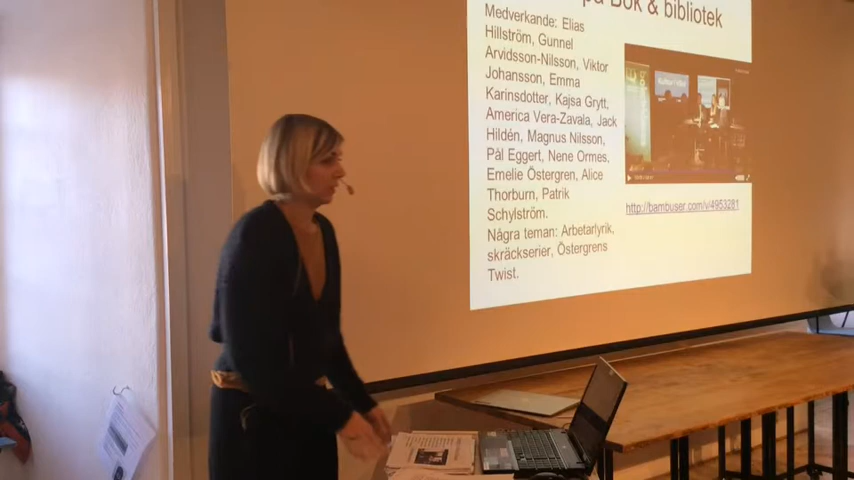 på Bok & bibliotek
Medverkande: Elias
Hillström, Gunnel
Arvidsson-Nilsson, Viktor
Johansson, Emma
Karinsdotter, Kajsa Grytt,
America Vera-Zavala, Jack
Hildén, Magnus Nilsson,
Pål Eggert, Nene Ormes,
Emelie Östergren, Alice
Thorburn, Patrik
Schylström.
Några teman: Arbetarlyrik,
skräckserier, Östergren,
Twist.
http://bambuser.com/v/4953281